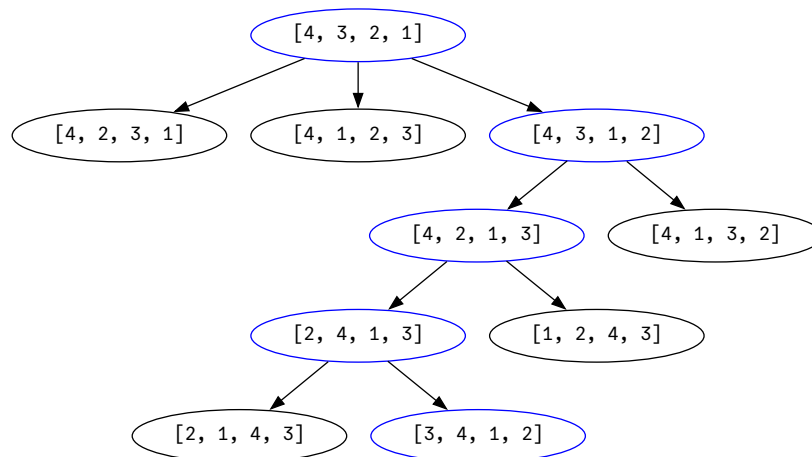 [4, 3, 2, 1]
[4, 2, 3, 1]
[4, 1, 2, 3]
[4, 3, 1, 2]
[4, 2, 1, 3]
[4, 1, 3, 2]
[2, 4, 1, 3]
[1, 2, 4, 3]
[2, 1, 4, 3]
[3, 4, 1, 2]